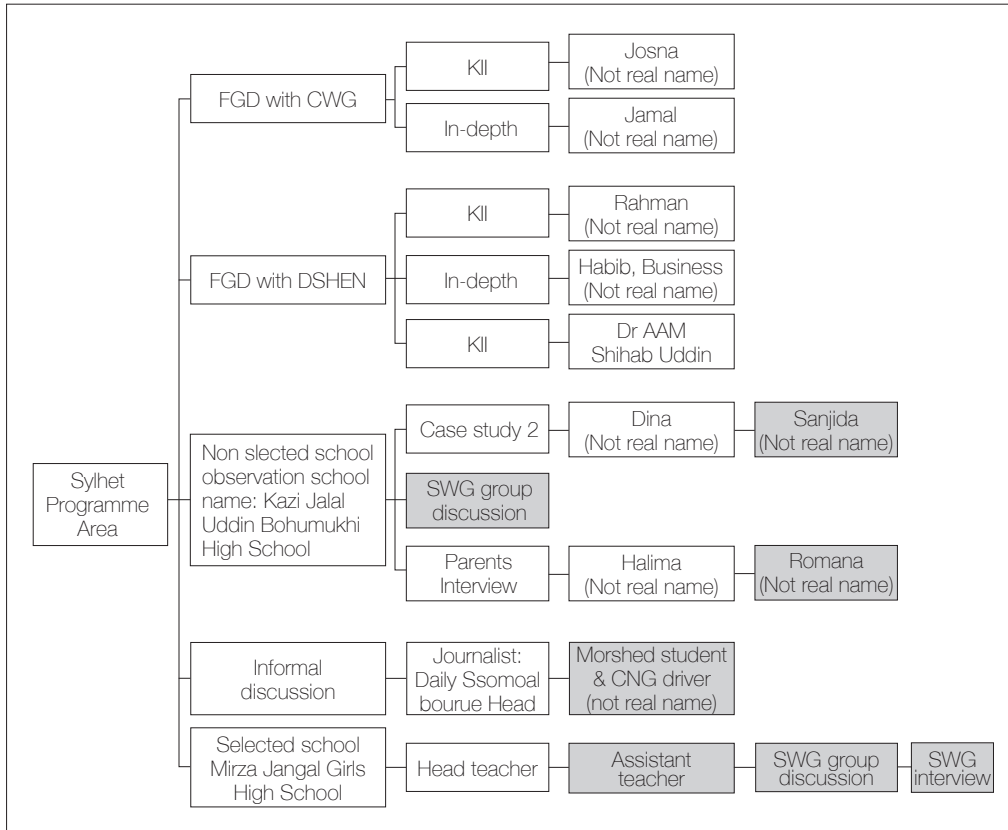 Sylhet
Programme
Area
FGD with CWG
KII
Josna
(Not real name)
In-depth
Jamal
(Not real name)
FGD with DSHEN
KII
Rahman
(Not real name)
In-depth
Habib, Business
(Not real name)
KII
Dr AAM
Shihab Uddin
Non slected school
observation school
name: Kazi Jalal
Uddin Bohumukhi
High School
Case study 2
Dina
(Not real name)
Sanjida
(Not real name)
SWG group
discussion
Parents
Interview
Halima
(Not real name)
Romana
(Not real name)
Informal
discussion
Journalist:
Daily Ssomoal
bourue Head
Morshed student
& CNG driver
(not real name)
Selected school
Mirza Jangal Girls
High School
Head teacher
Assistant
teacher
SWG group
discussion
SWG
interview